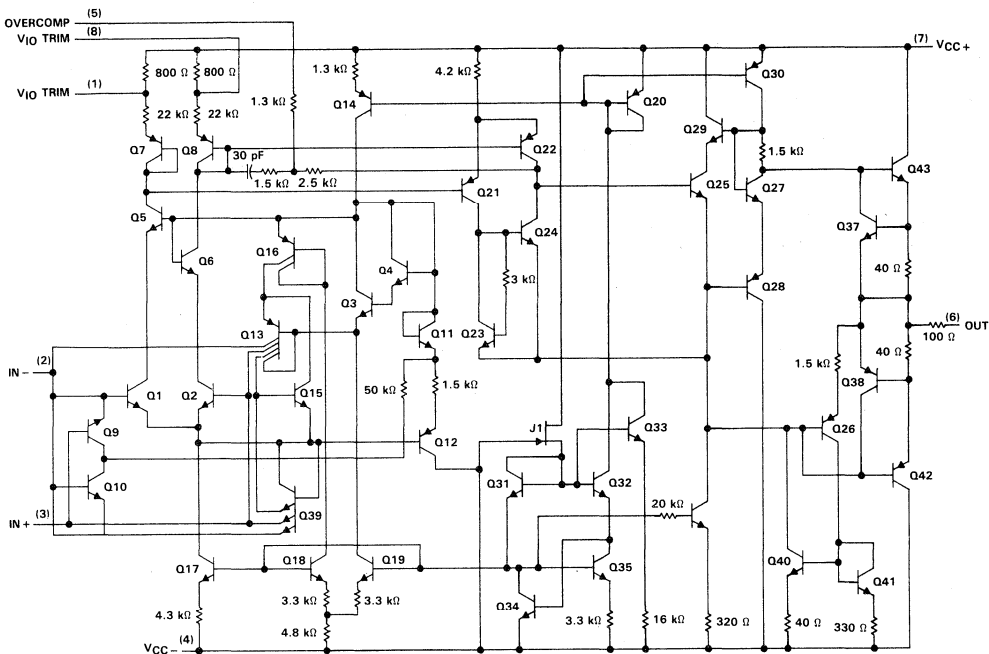 OVERCOMP (5)
VIO TRIM (8)
(7) VCC+
800 Ω 800 Ω
1.3 kΩ
4.2 kΩ
Q30
VIO TRIM (1)
Q14
Q20
1.3 kΩ
22 kΩ 22 kΩ
Q29
Q7 Q8
30 pF
Q22
1.5 kΩ
1.5 kΩ 2.5 kΩ
Q21
Q25 Q27
Q43
Q5
Q24
Q37
Q16
Q6
Q4
3 kΩ
40 Ω
Q3
Q28
Q13
Q11
Q23
(6) OUT
100 Ω
IN− (2)
50 kΩ
1.5 kΩ
1.5 kΩ
40 Ω
Q38
Q1 Q2
Q15
J1
Q33
Q26
Q9
Q12
Q10
Q31 Q32
Q42
IN+ (3)
Q39
20 kΩ
Q17 Q18 Q19
Q35
Q40
Q41
Q34
3.3 kΩ 3.3 kΩ
4.3 kΩ
4.8 kΩ
3.3 kΩ
16 kΩ
320 Ω
40 Ω
330 Ω
VCC− (4)